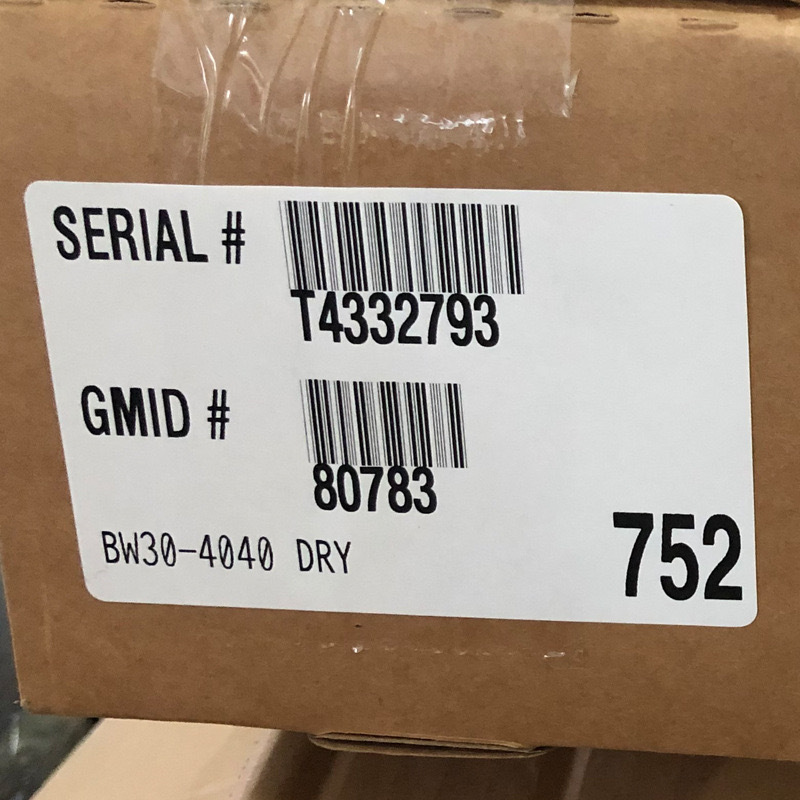 SERIAL #
T4332793
GMID #
80783
BW30-4040 DRY
752